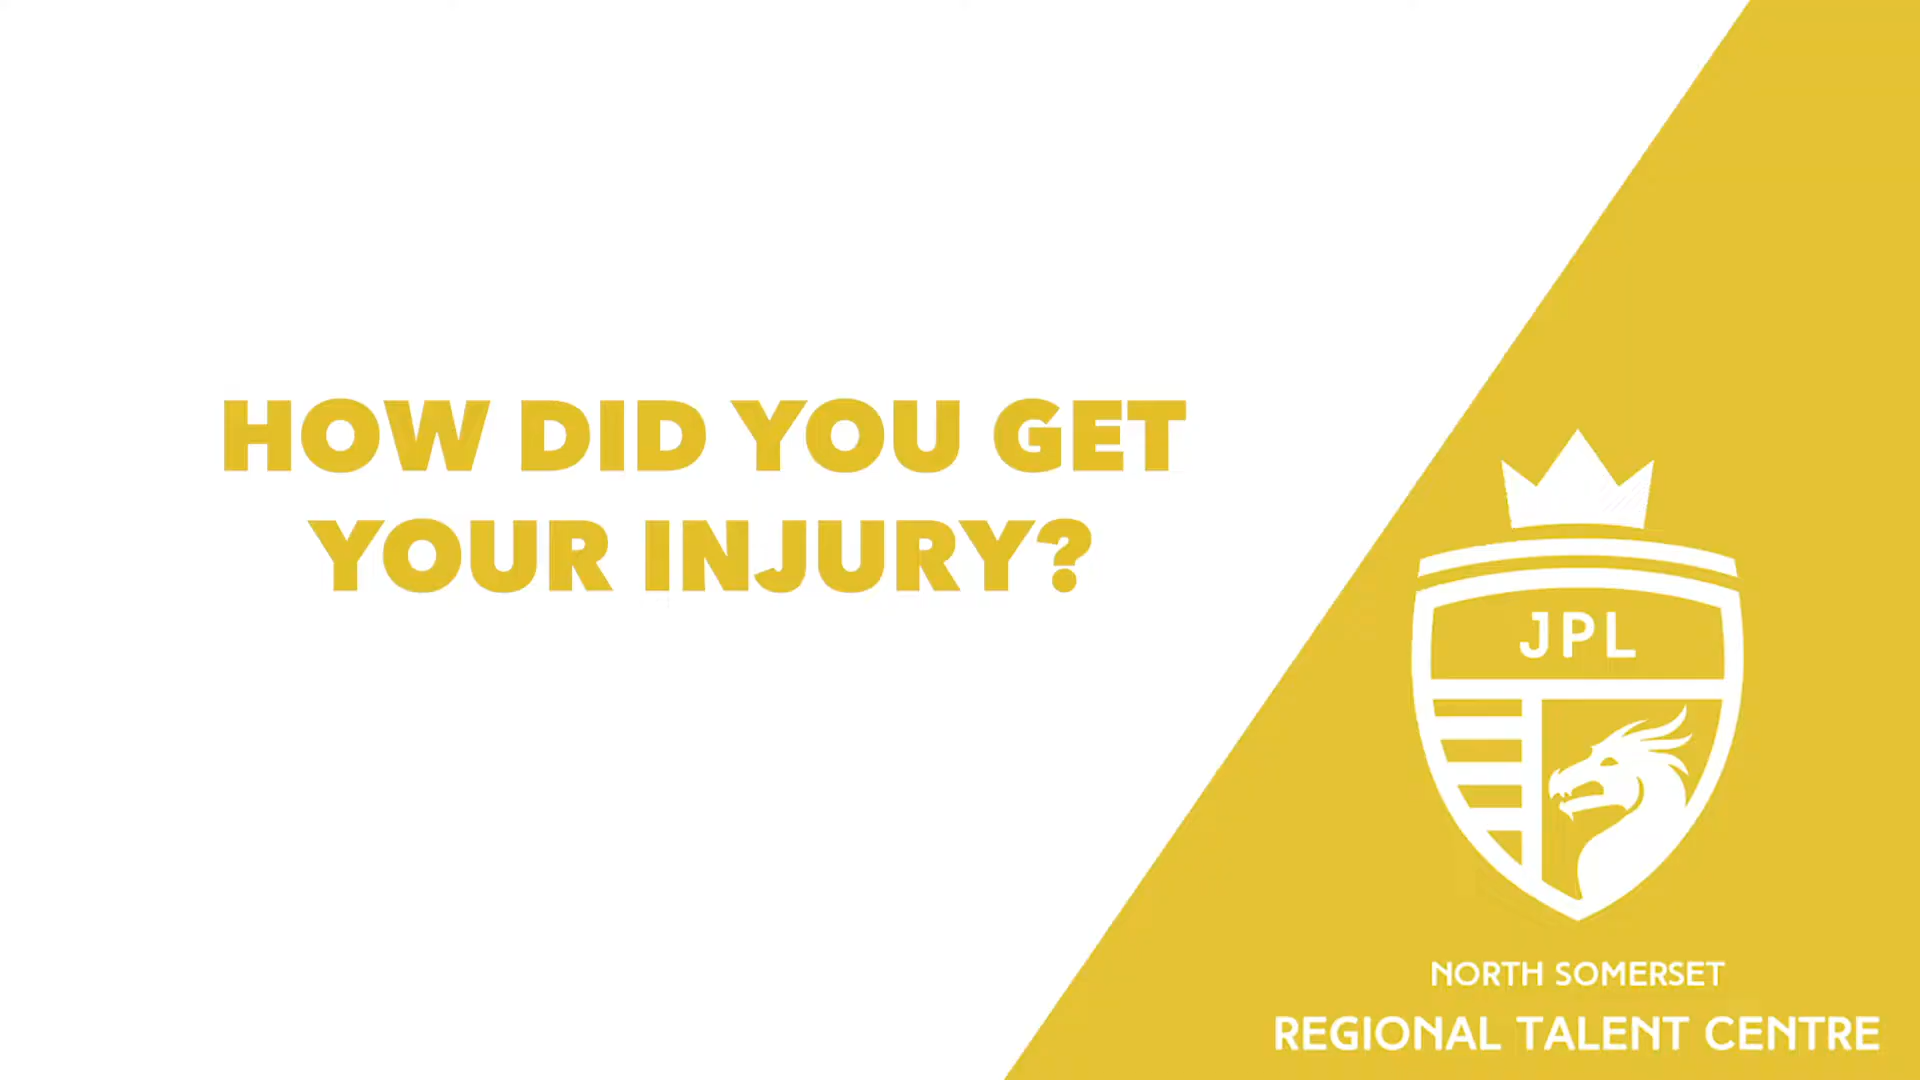 HOW DID YOU GET
YOUR INJURY?
JPL
NORTH SOMERSET
REGIONAL TALENT CENTRE